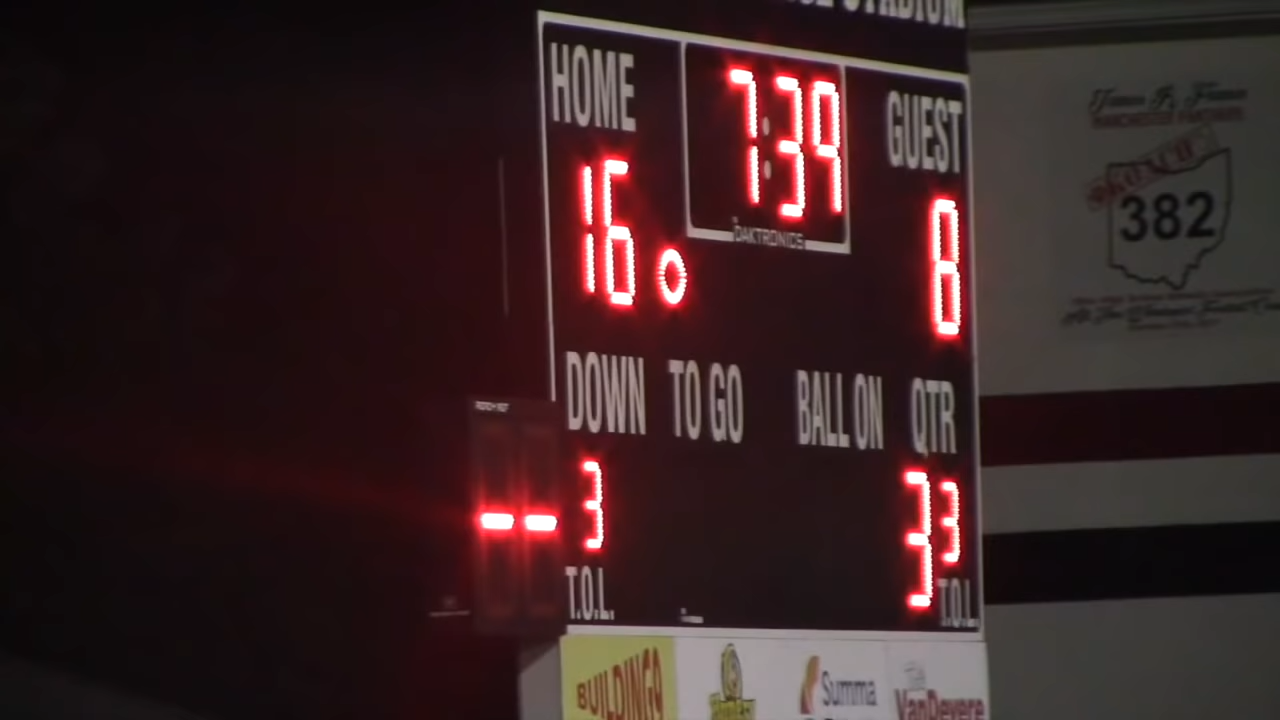 STADIUM
HOME
7:39
GUEST
16
8
DAKTRONICS
DOWN
TO GO
BALL ON
QTR
3
3
3
T.O.L.
T.O.L.
382
BUILDING9
Summa
VanDevere